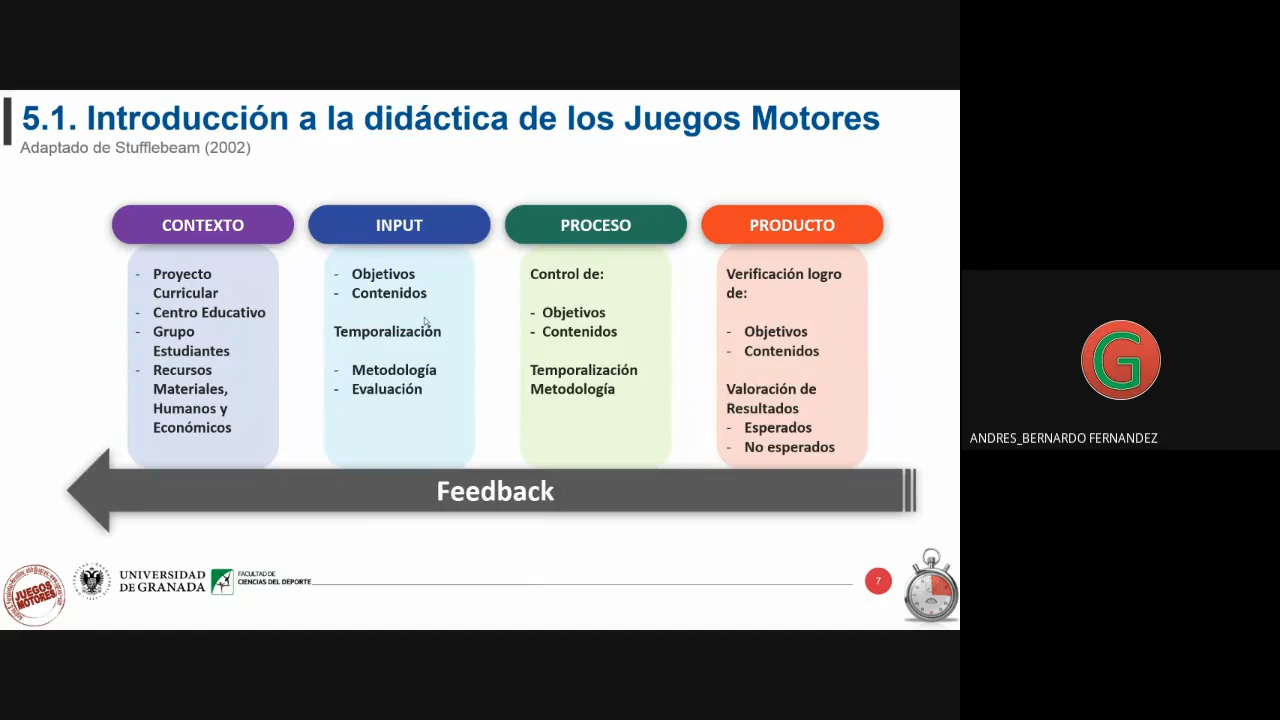 5.1. Introducción a la didáctica de los Juegos Motores
Adaptado de Stufflebeam (2002)
CONTEXTO
- Proyecto
Curricular
- Centro Educativo
- Grupo
Estudiantes
- Recursos
Materiales,
Humanos y
Económicos
INPUT
- Objetivos
- Contenidos
Temporalización
- Metodología
- Evaluación
PROCESO
Control de:
- Objetivos
- Contenidos
Temporalización
Metodología
PRODUCTO
Verificación logro
de:
- Objetivos
- Contenidos
Valoración de
Resultados
- Esperados
- No esperados
Feedback
JUEGOS
MOTORES
UNIVERSIDAD
DE GRANADA
FACULTAD DE
CIENCIAS DEL DEPORTE
7
G
ANDRES_BERNARDO FERNANDEZ